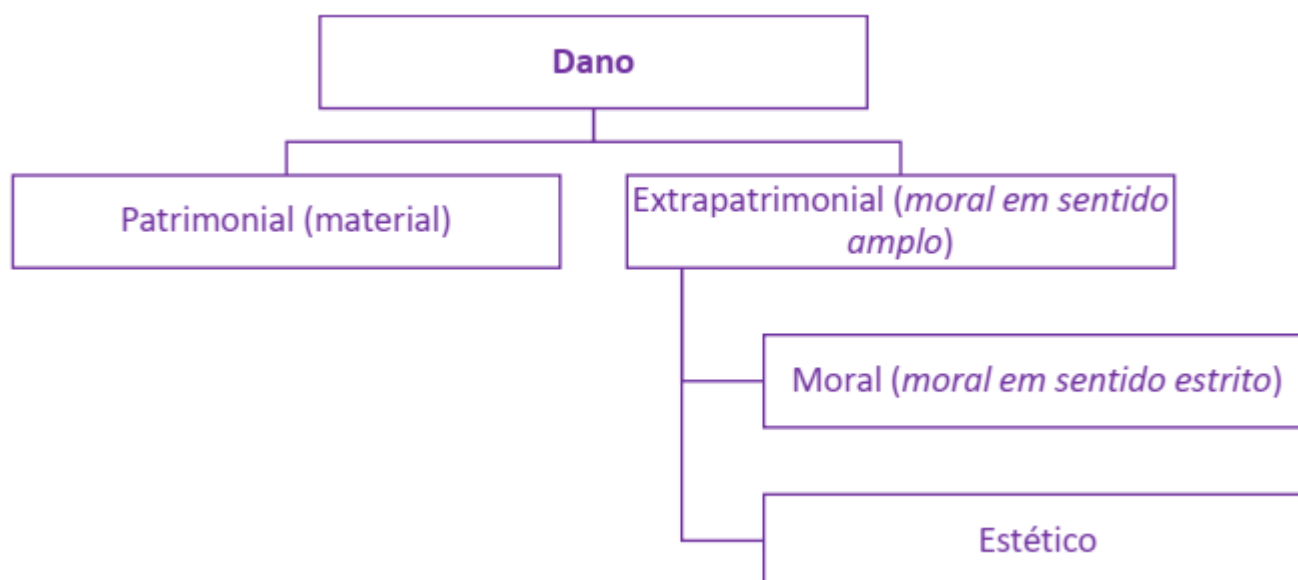 Dano
Patrimonial (material)
Extrapatrimonial (moral em sentido
amplo)
Moral (moral em sentido estrito)
Estético